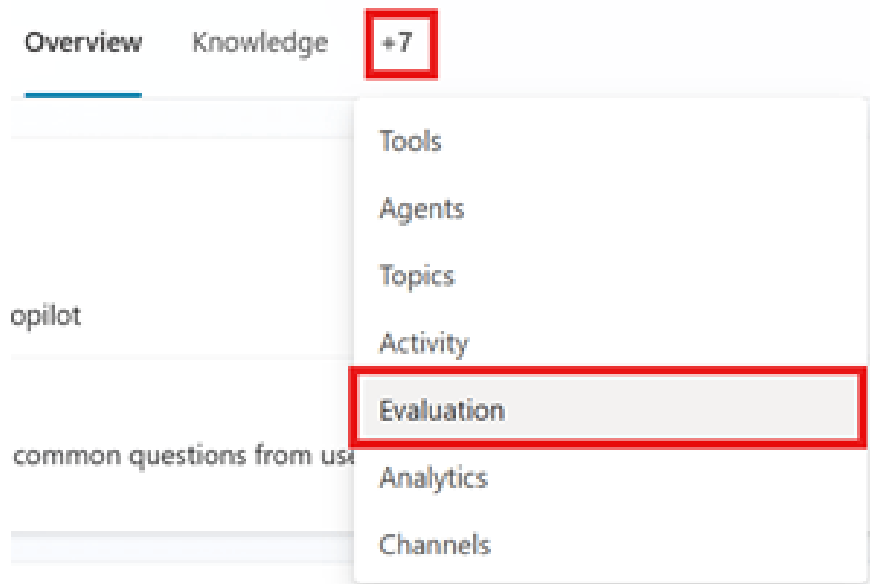 Overview Knowledge +7
Tools
Agents
Topics
opilot
Activity
Evaluation
common questions from use
Analytics
Channels